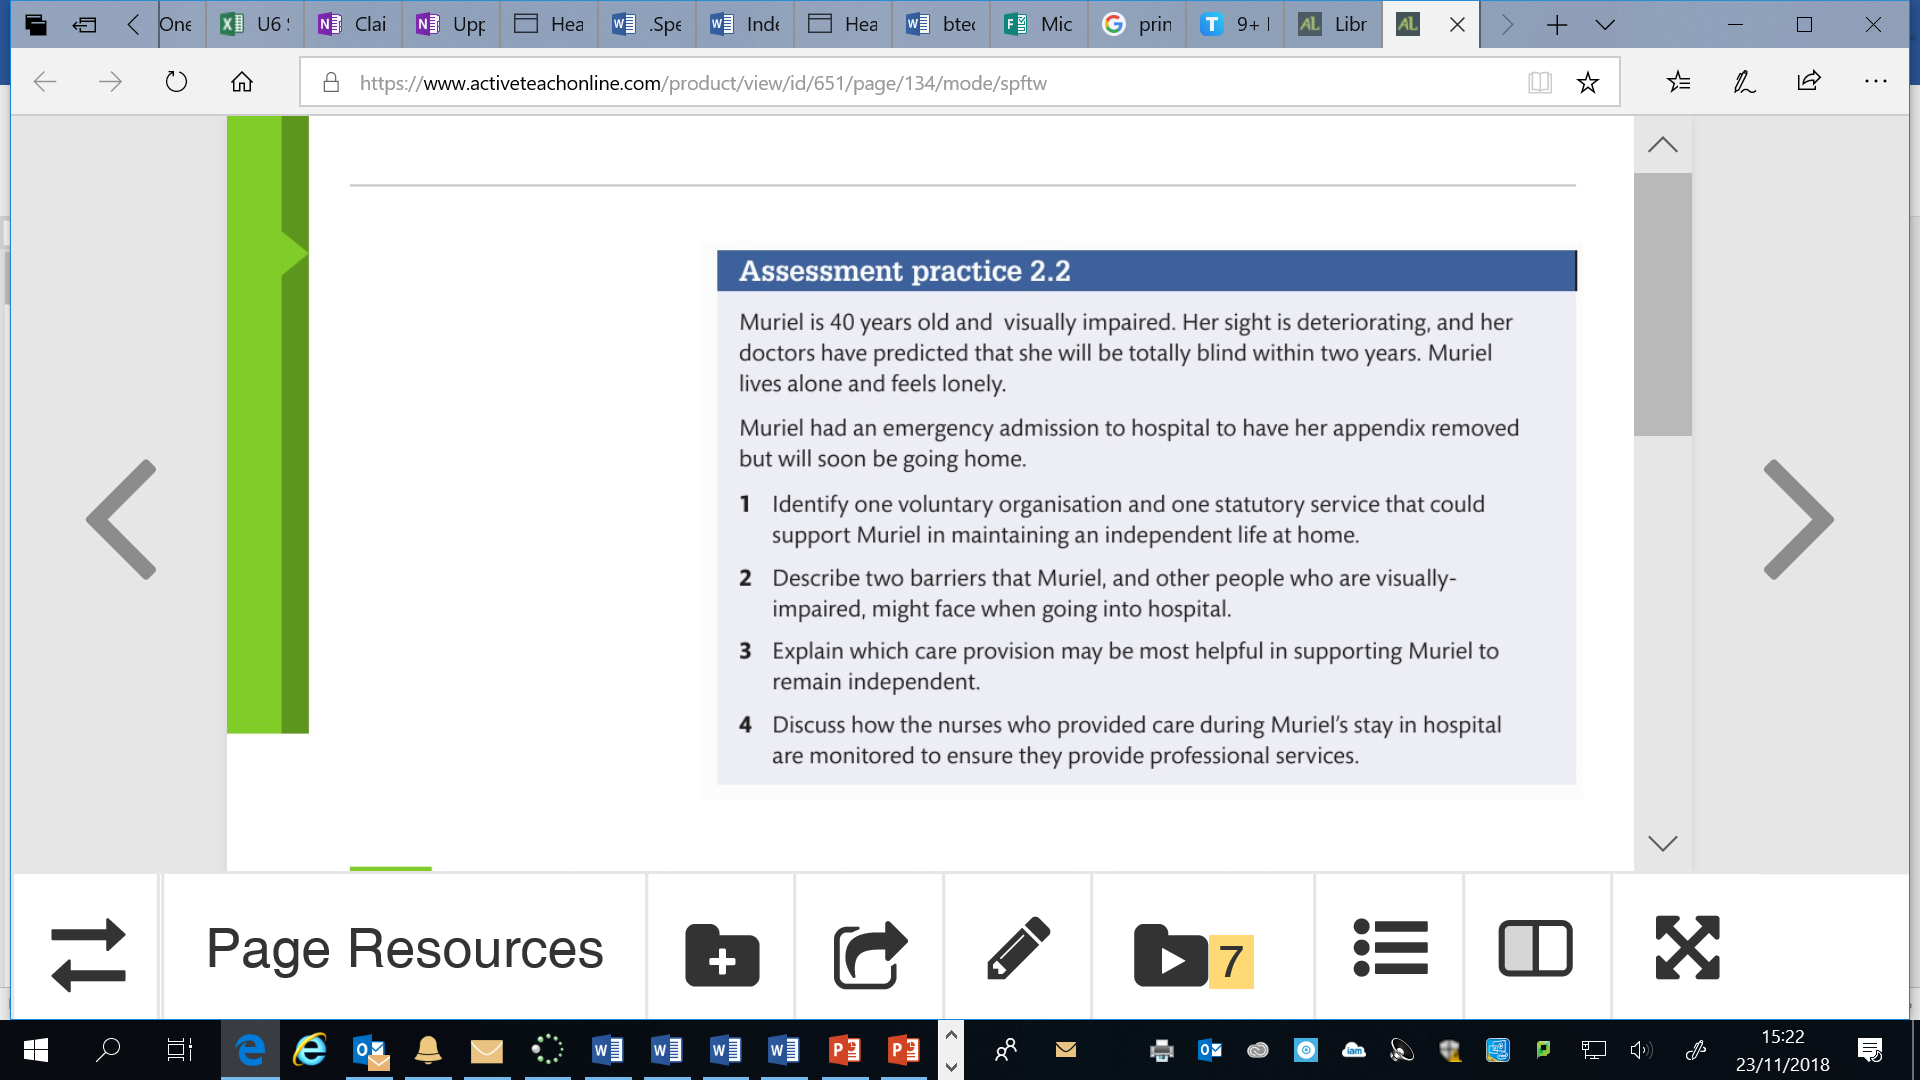 One
U6 :
Clai
Upp
Hea
.Spe
Inde
Hea
btec
Mic
prin
9+ |
Libr
https://www.activeteachonline.com/product/view/id/651/page/134/mode/spftw
Assessment practice 2.2
Muriel is 40 years old and visually impaired. Her sight is deteriorating, and her
doctors have predicted that she will be totally blind within two years. Muriel
lives alone and feels lonely.
Muriel had an emergency admission to hospital to have her appendix removed
but will soon be going home.
1 Identify one voluntary organisation and one statutory service that could
support Muriel in maintaining an independent life at home.
2 Describe two barriers that Muriel, and other people who are visually-
impaired, might face when going into hospital.
3 Explain which care provision may be most helpful in supporting Muriel to
remain independent.
4 Discuss how the nurses who provided care during Muriel's stay in hospital
are monitored to ensure they provide professional services.
Page Resources
7
15:22
23/11/2018